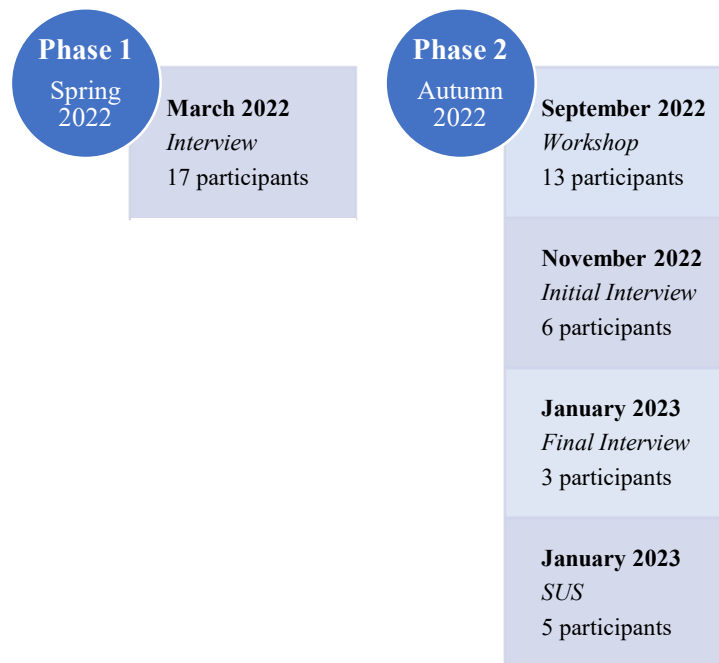 Phase 1
Spring
2022
March 2022
Interview
17 participants
Phase 2
Autumn
2022
September 2022
Workshop
13 participants
November 2022
Initial Interview
6 participants
January 2023
Final Interview
3 participants
January 2023
SUS
5 participants